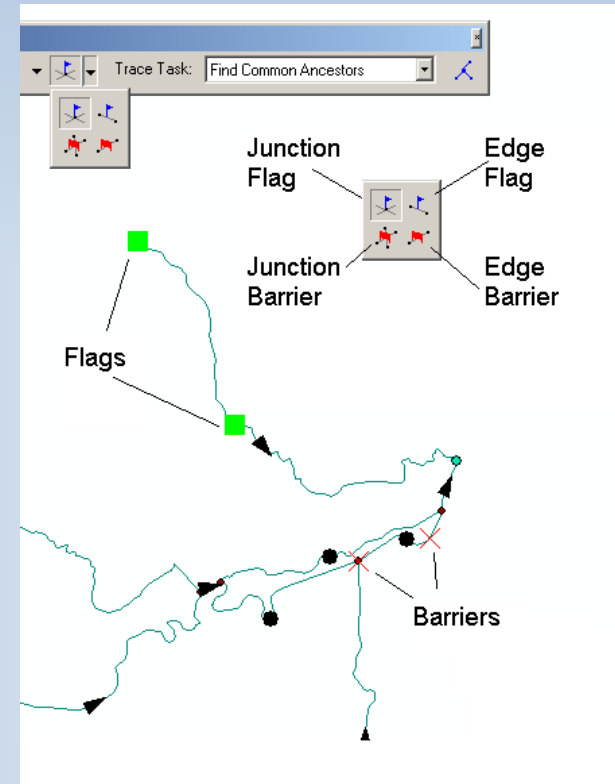 Trace Task: Find Common Ancestors
Junction
Flag
Edge
Flag
Junction
Barrier
Edge
Barrier
Flags
Barriers